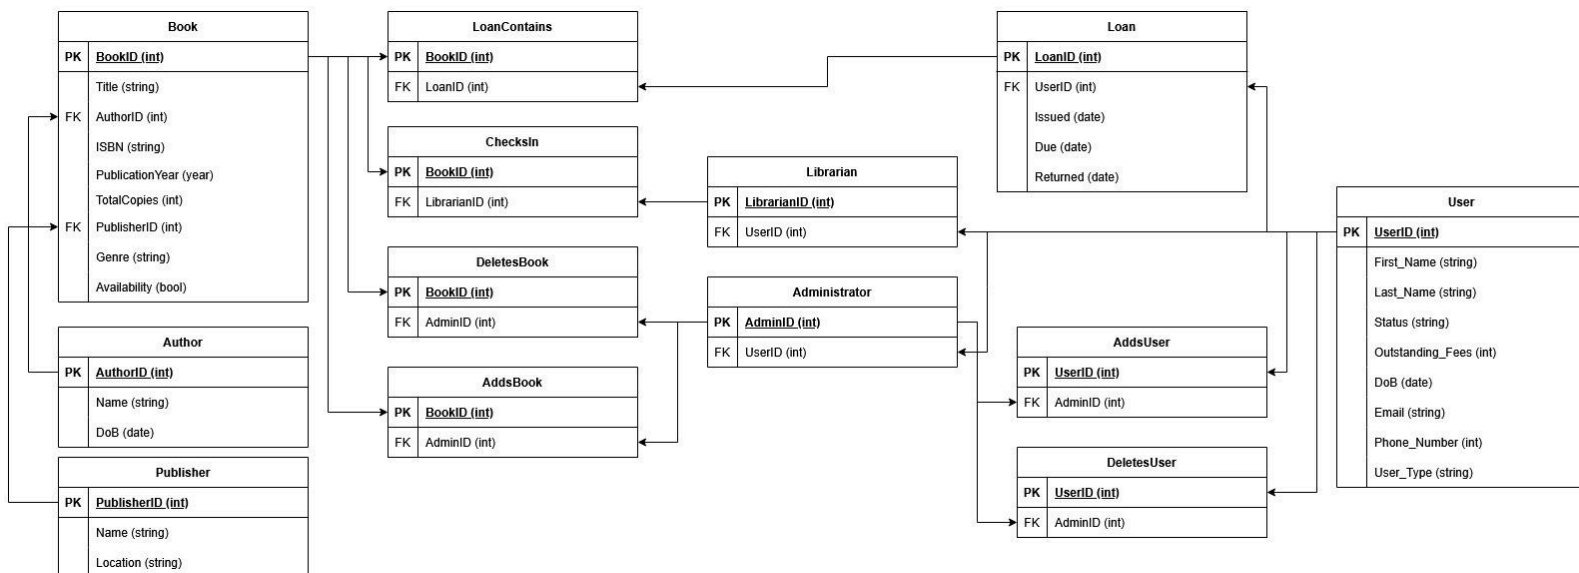 Book
PK BookID (int)
Title (string)
FK AuthorID (int)
ISBN (string)
PublicationYear (year)
TotalCopies (int)
FK PublisherID (int)
Genre (string)
Availability (bool)
Author
PK AuthorID (int)
Name (string)
DoB (date)
Publisher
PK PublisherID (int)
Name (string)
Location (string)
LoanContains
PK BookID (int)
FK LoanID (int)
ChecksIn
PK BookID (int)
FK LibrarianID (int)
DeletesBook
PK BookID (int)
FK AdminID (int)
AddsBook
PK BookID (int)
FK AdminID (int)
Librarian
PK LibrarianID (int)
FK UserID (int)
Administrator
PK AdminID (int)
FK UserID (int)
Loan
PK LoanID (int)
FK UserID (int)
Issued (date)
Due (date)
Returned (date)
AddsUser
PK UserID (int)
FK AdminID (int)
DeletesUser
PK UserID (int)
FK AdminID (int)
User
PK UserID (int)
First_Name (string)
Last_Name (string)
Status (string)
Outstanding_Fees (int)
DoB (date)
Email (string)
Phone_Number (int)
User_Type (string)